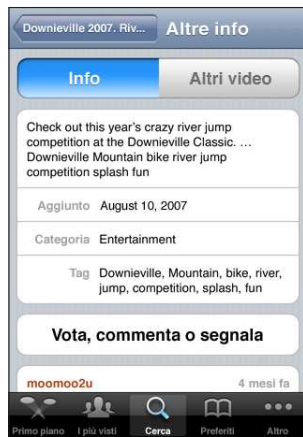 Downieville 2007. Riv... Altre info
Info Altri video
Check out this year's crazy river jump
competition at the Downieville Classic. ...
Downieville Mountain bike river jump
competition splash fun
Aggiunto August 10, 2007
Categoria Entertainment
Tag Downieville, Mountain, bike, river,
jump, competition, splash, fun
Vota, commenta o segnala
moomoo2u 4 mesi fa
Primo piano I più visti Cerca Preferiti Altro